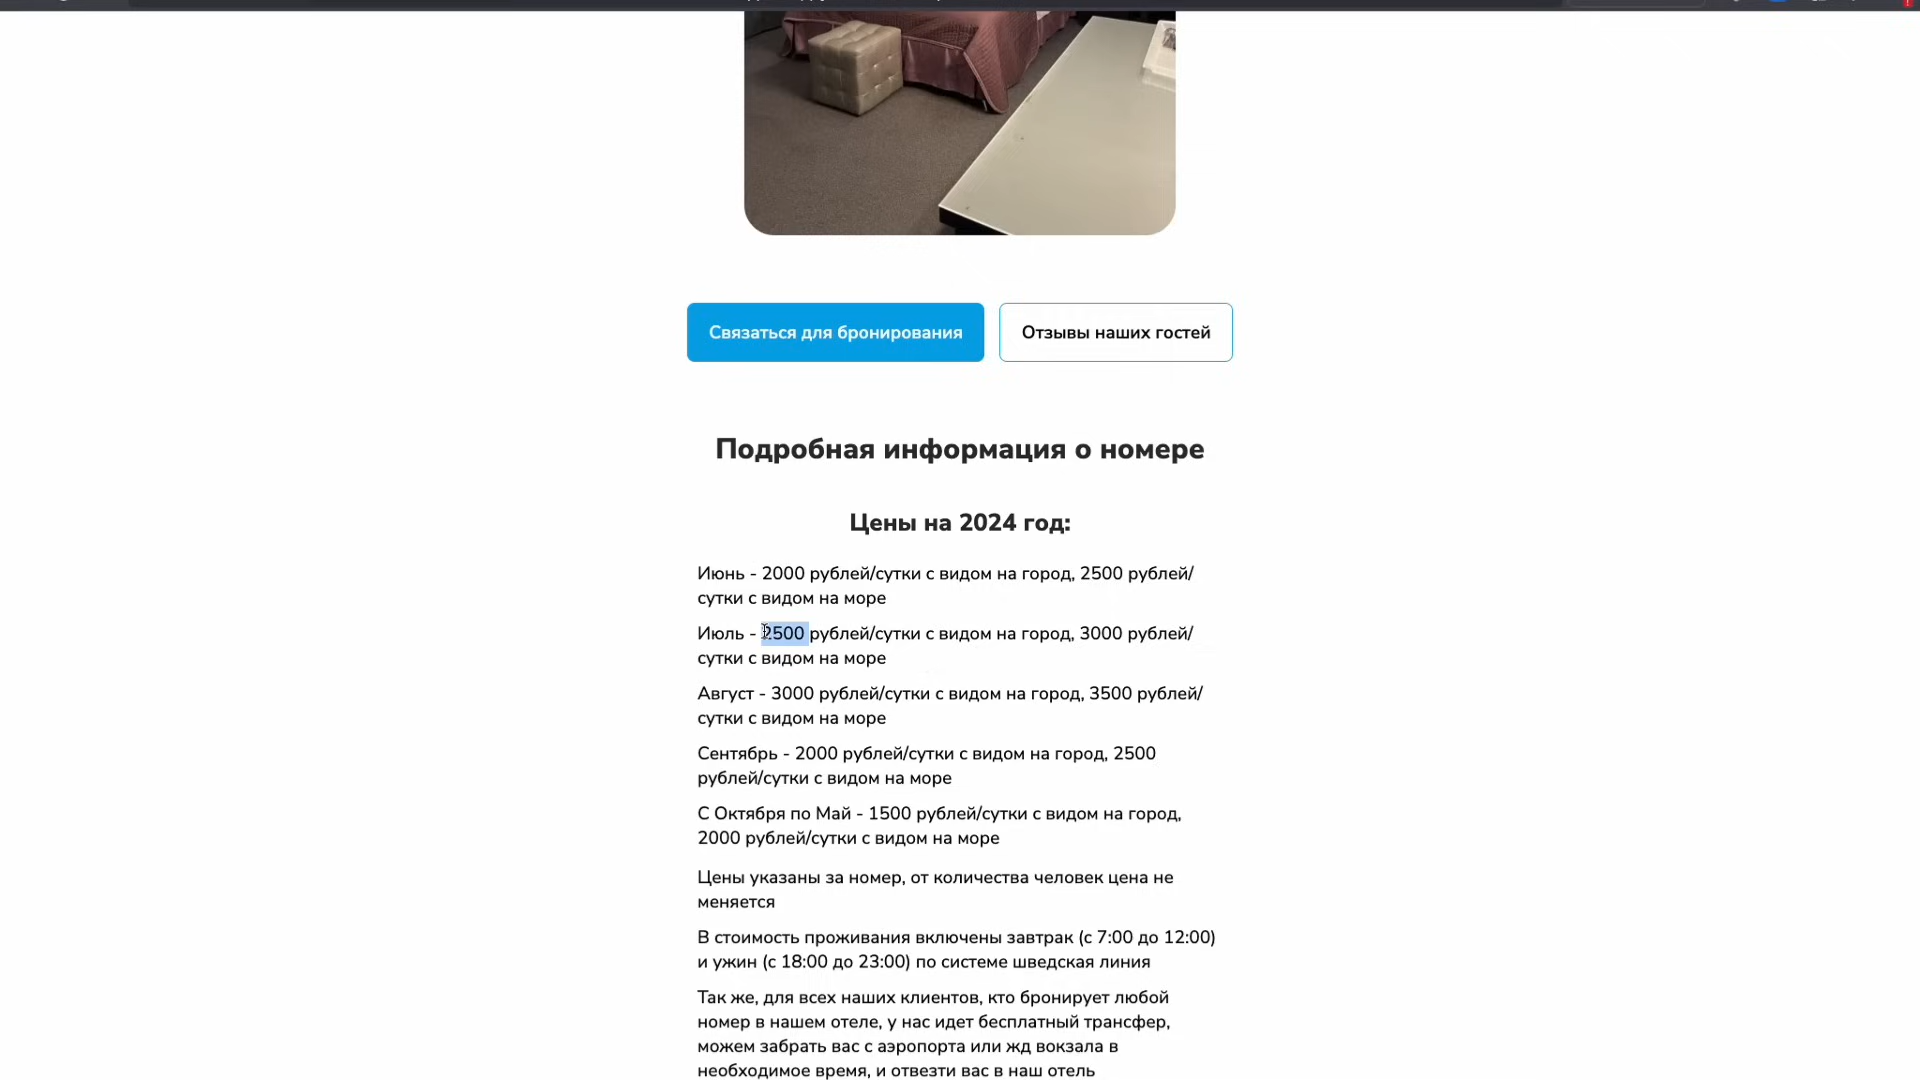 Связаться для бронирования
Отзывы наших гостей
Подробная информация о номере
Цены на 2024 год:
Июнь - 2000 рублей/сутки с видом на город, 2500 рублей/
сутки с видом на море
Июль - 2500 рублей/сутки с видом на город, 3000 рублей/
сутки с видом на море
Август - 3000 рублей/сутки с видом на город, 3500 рублей/
сутки с видом на море
Сентябрь - 2000 рублей/сутки с видом на город, 2500
рублей/сутки с видом на море
С Октября по Май - 1500 рублей/сутки с видом на город,
2000 рублей/сутки с видом на море
Цены указаны за номер, от количества человек цена не
меняется
В стоимость проживания включены завтрак (с 7:00 до 12:00)
и ужин (с 18:00 до 23:00) по системе шведская линия
Так же, для всех наших клиентов, кто бронирует любой
номер в нашем отеле, у нас идет бесплатный трансфер,
можем забрать вас с аэропорта или жд вокзала в
необходимое время, и отвезти вас в наш отель